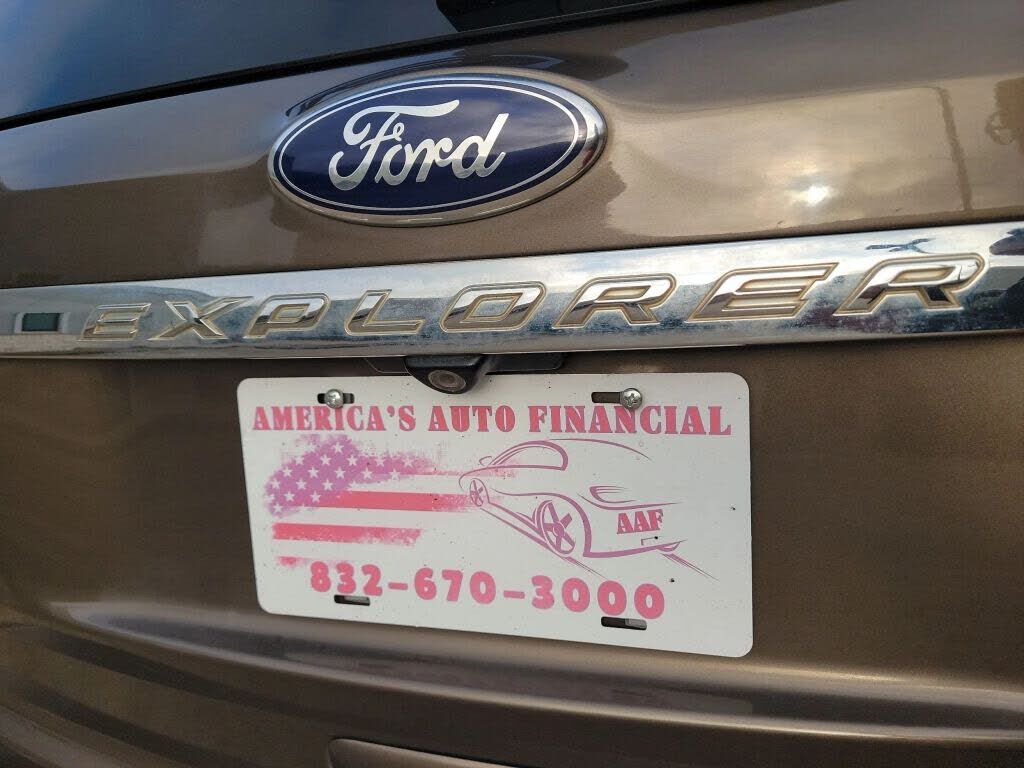 Ford
EXPLORER
AMERICA'S AUTO FINANCIAL
AAF
832-670-3000